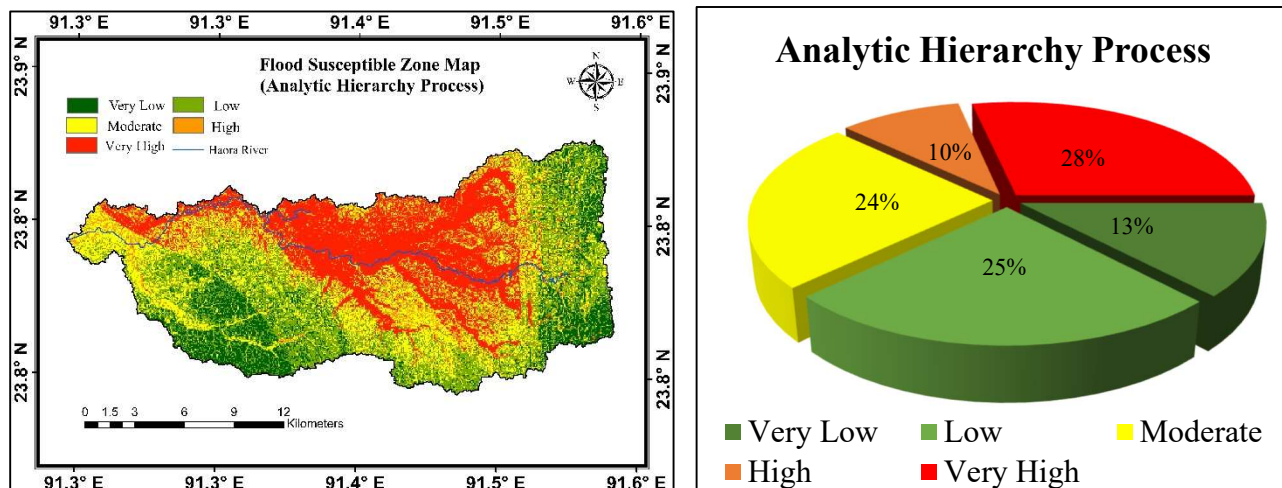 91.3° E 91.3° E 91.4° E 91.5° E 91.6° E
23.9° N 23.9° N
Flood Susceptible Zone Map
(Analytic Hierarchy Process)
N
W E
S
Very Low Low
Moderate High
Very High Haora River
23.8° N 23.8° N
23.8° N 23.8° N
0 1.5 3 6 9 12
Kilometers
91.3° E 91.3° E 91.4° E 91.5° E 91.6° E
Analytic Hierarchy Process
10% 28%
24% 13%
25%
Very Low Low Moderate
High Very High